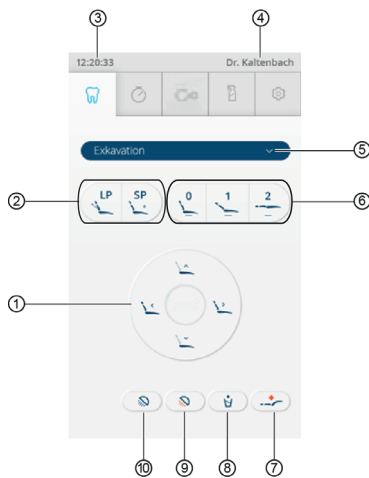 ③ ④
12:20:33 Dr. Kaltenbach
Exkavation ⑤
② LP SP 0 1 2 ⑥
①
⑩ ⑨ ⑧ ⑦